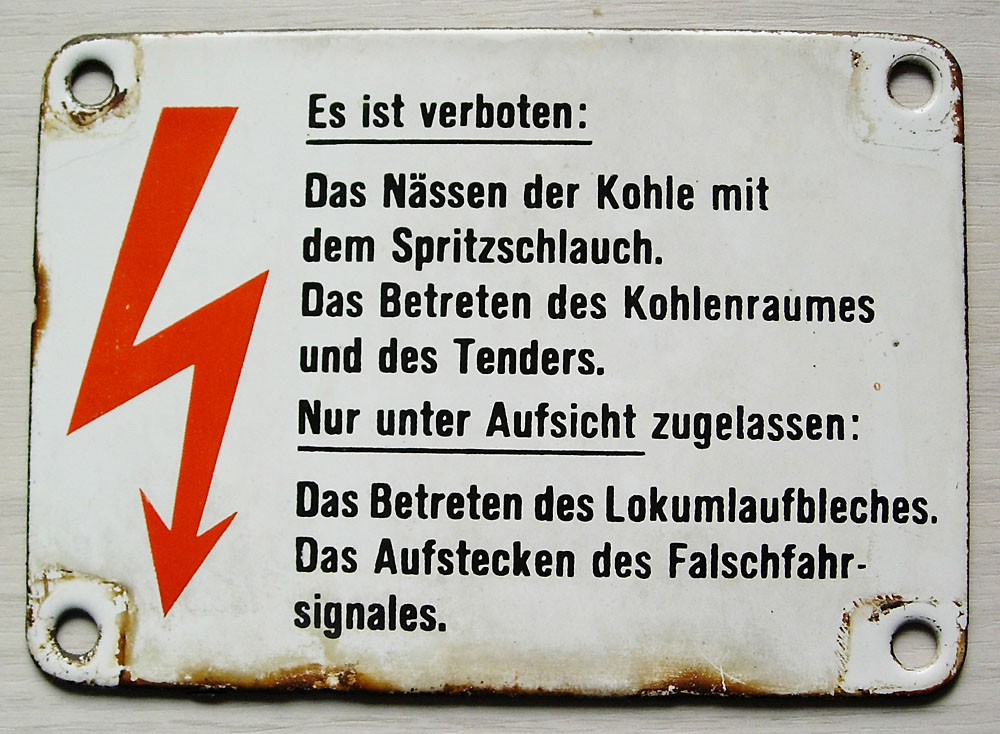 Es ist verboten:
Das Nässen der Kohle mit
dem Spritzschlauch.
Das Betreten des Kohlenraumes
und des Tenders.
Nur unter Aufsicht zugelassen:
Das Betreten des Lokumlaufbleches.
Das Aufstecken des Falschfahr-
signales.